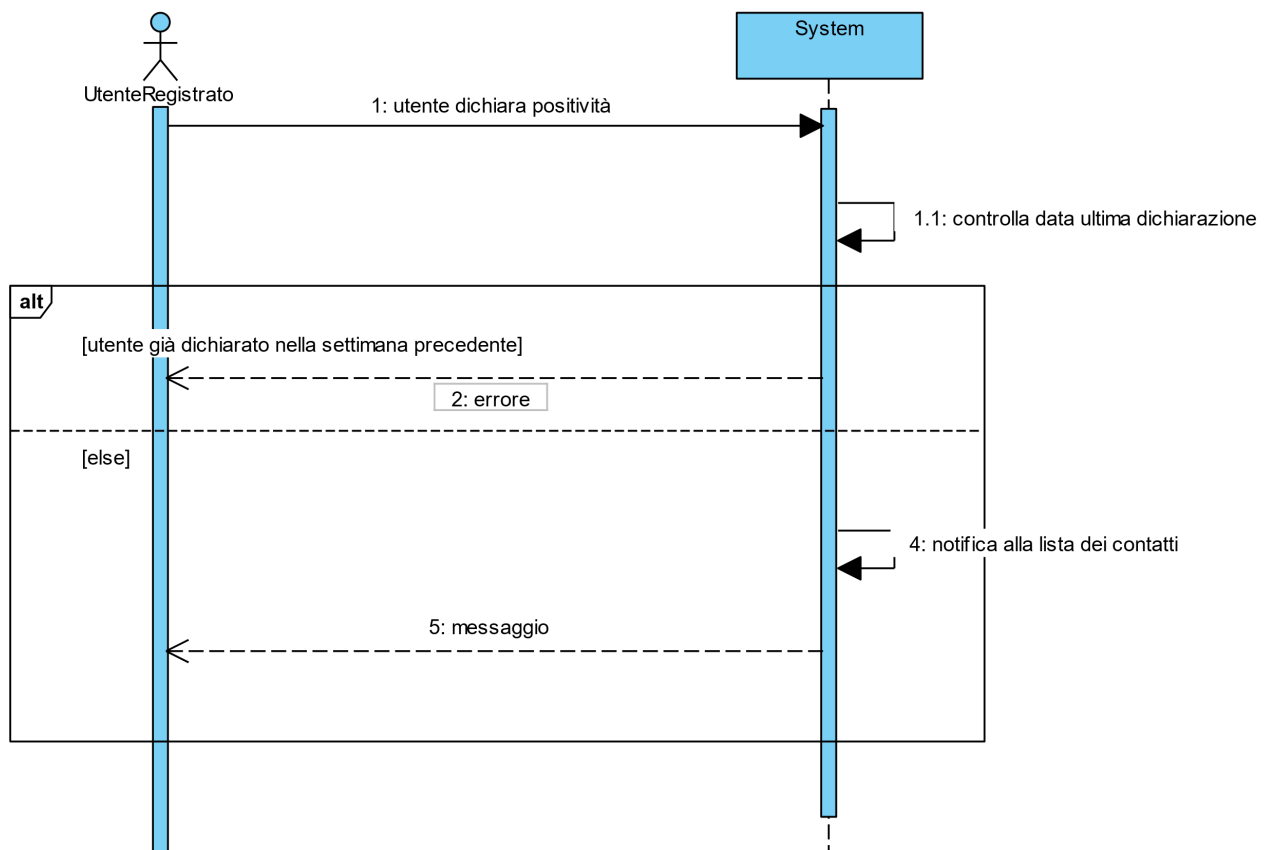 System
UtenteRegistrato
1: utente dichiara positività
1.1: controlla data ultima dichiarazione
alt
[utente già dichiarato nella settimana precedente]
2: errore
[else]
4: notifica alla lista dei contatti
5: messaggio